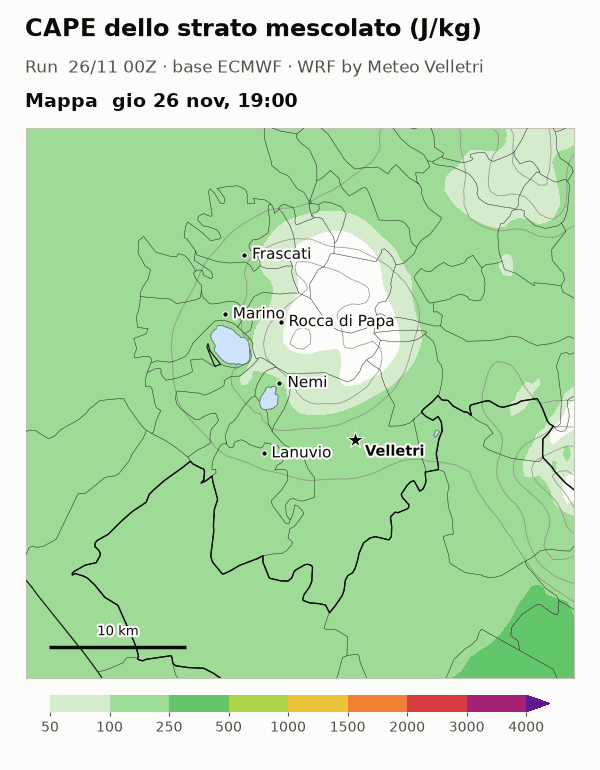 CAPE dello strato mescolato (J/kg)
Run  26/11 00Z · base ECMWF · WRF by Meteo Velletri
Mappa  gio 26 nov, 19:00
Frascati
Marino
Rocca di Papa
Nemi
Velletri
Lanuvio
10 km
50 100 250 500 1000 1500 2000 3000 4000